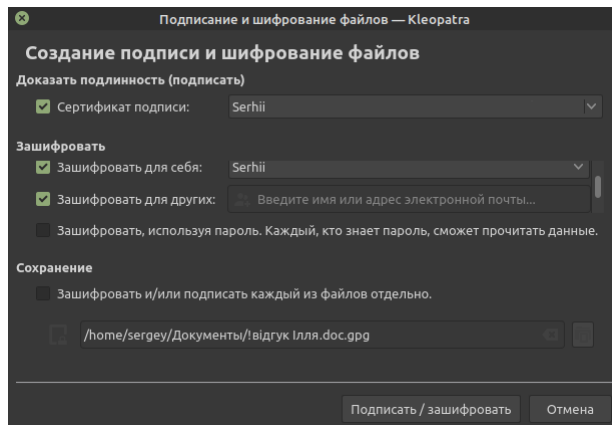 Подписание и шифрование файлов — Kleopatra
Создание подписи и шифрование файлов
Доказать подлинность (подписать)
Сертификат подписи: Serhii
Зашифровать
Зашифровать для себя: Serhii
Зашифровать для других: Введите имя или адрес электронной почты...
Зашифровать, используя пароль. Каждый, кто знает пароль, сможет прочитать данные.
Сохранение
Зашифровать и/или подписать каждый из файлов отдельно.
/home/sergey/Документы/!відгук Ілля.doc.gpg
Подписать / зашифровать Отмена